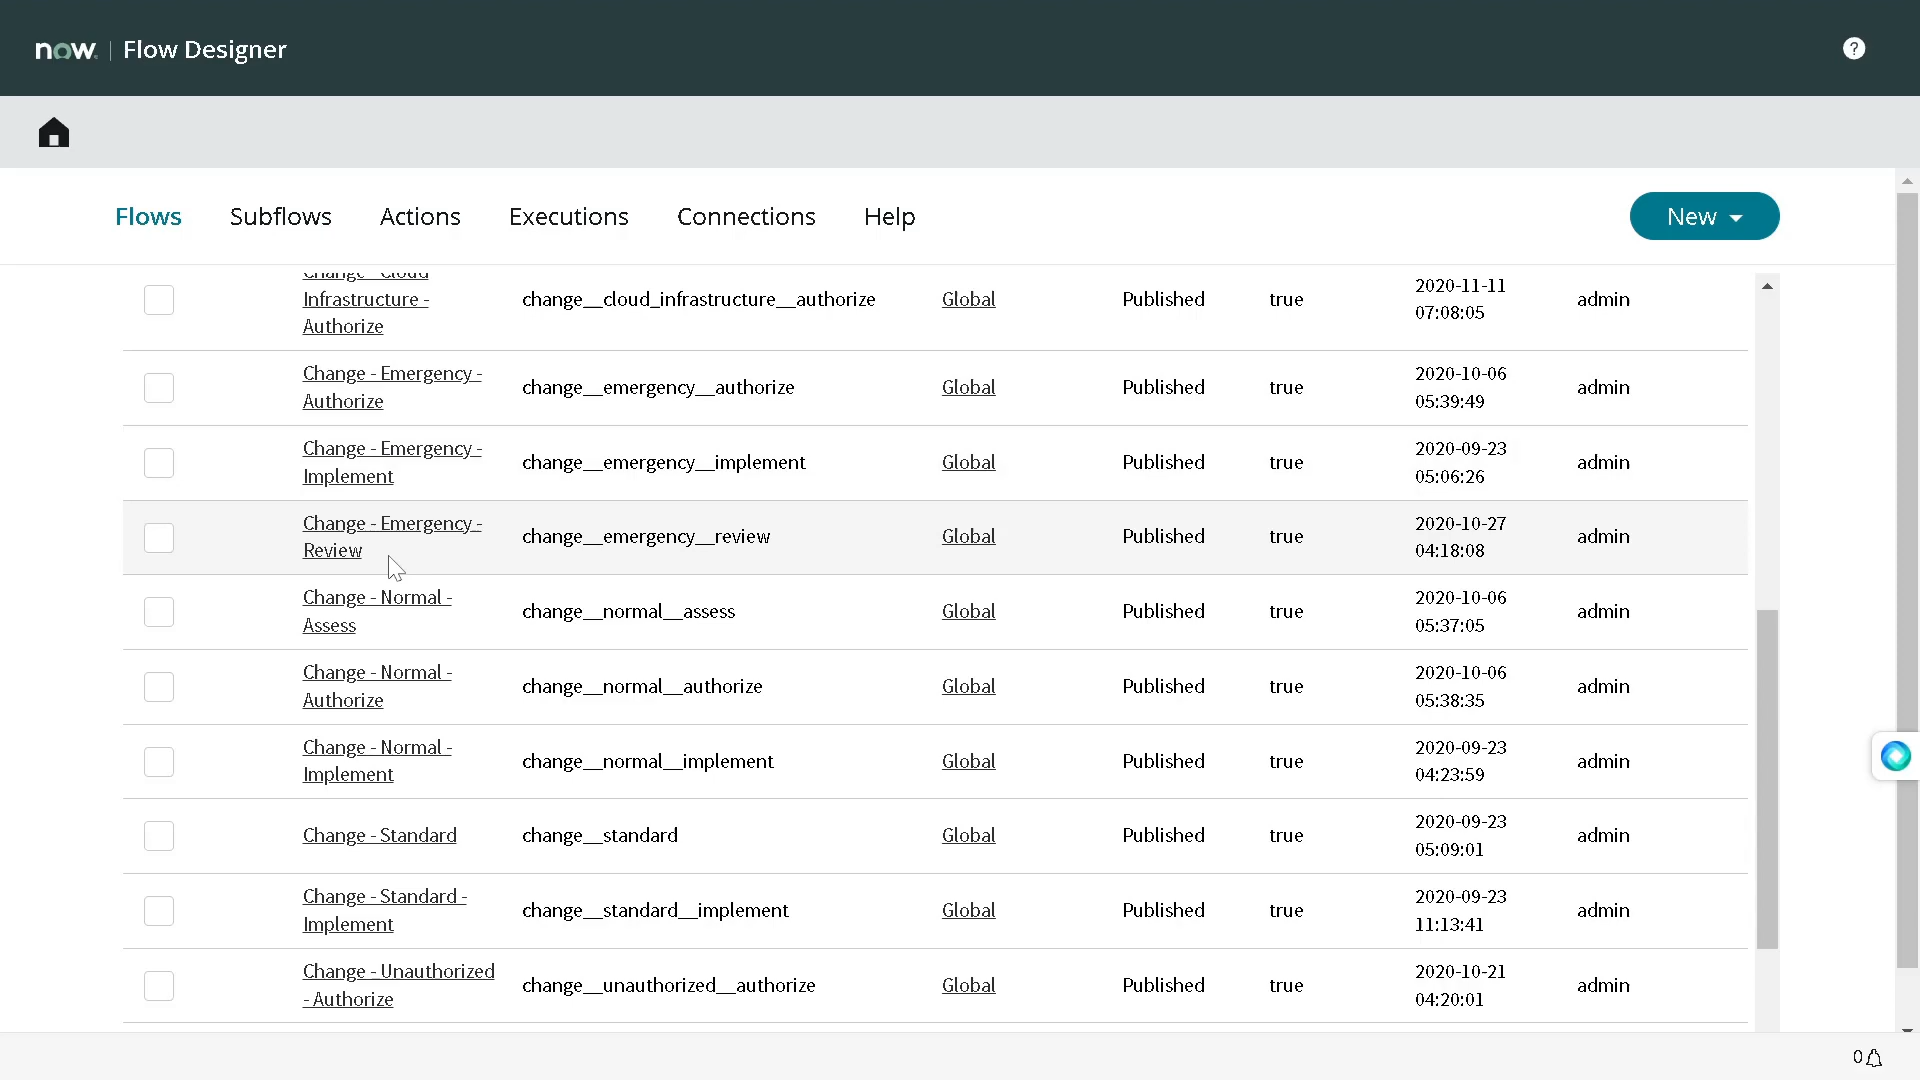 now. | Flow Designer
?
Flows Subflows Actions Executions Connections Help New
Change - Cloud
Infrastructure -
Authorize
change__cloud_infrastructure__authorize
Global
Published
true
2020-11-11
07:08:05
admin
Change - Emergency -
Authorize
change__emergency__authorize
Global
Published
true
2020-10-06
05:39:49
admin
Change - Emergency -
Implement
change__emergency__implement
Global
Published
true
2020-09-23
05:06:26
admin
Change - Emergency -
Review
change__emergency__review
Global
Published
true
2020-10-27
04:18:08
admin
Change - Normal -
Assess
change__normal__assess
Global
Published
true
2020-10-06
05:37:05
admin
Change - Normal -
Authorize
change__normal__authorize
Global
Published
true
2020-10-06
05:38:35
admin
Change - Normal -
Implement
change__normal__implement
Global
Published
true
2020-09-23
04:23:59
admin
Change - Standard
change__standard
Global
Published
true
2020-09-23
05:09:01
admin
Change - Standard -
Implement
change__standard__implement
Global
Published
true
2020-09-23
11:13:41
admin
Change - Unauthorized
- Authorize
change__unauthorized__authorize
Global
Published
true
2020-10-21
04:20:01
admin
0